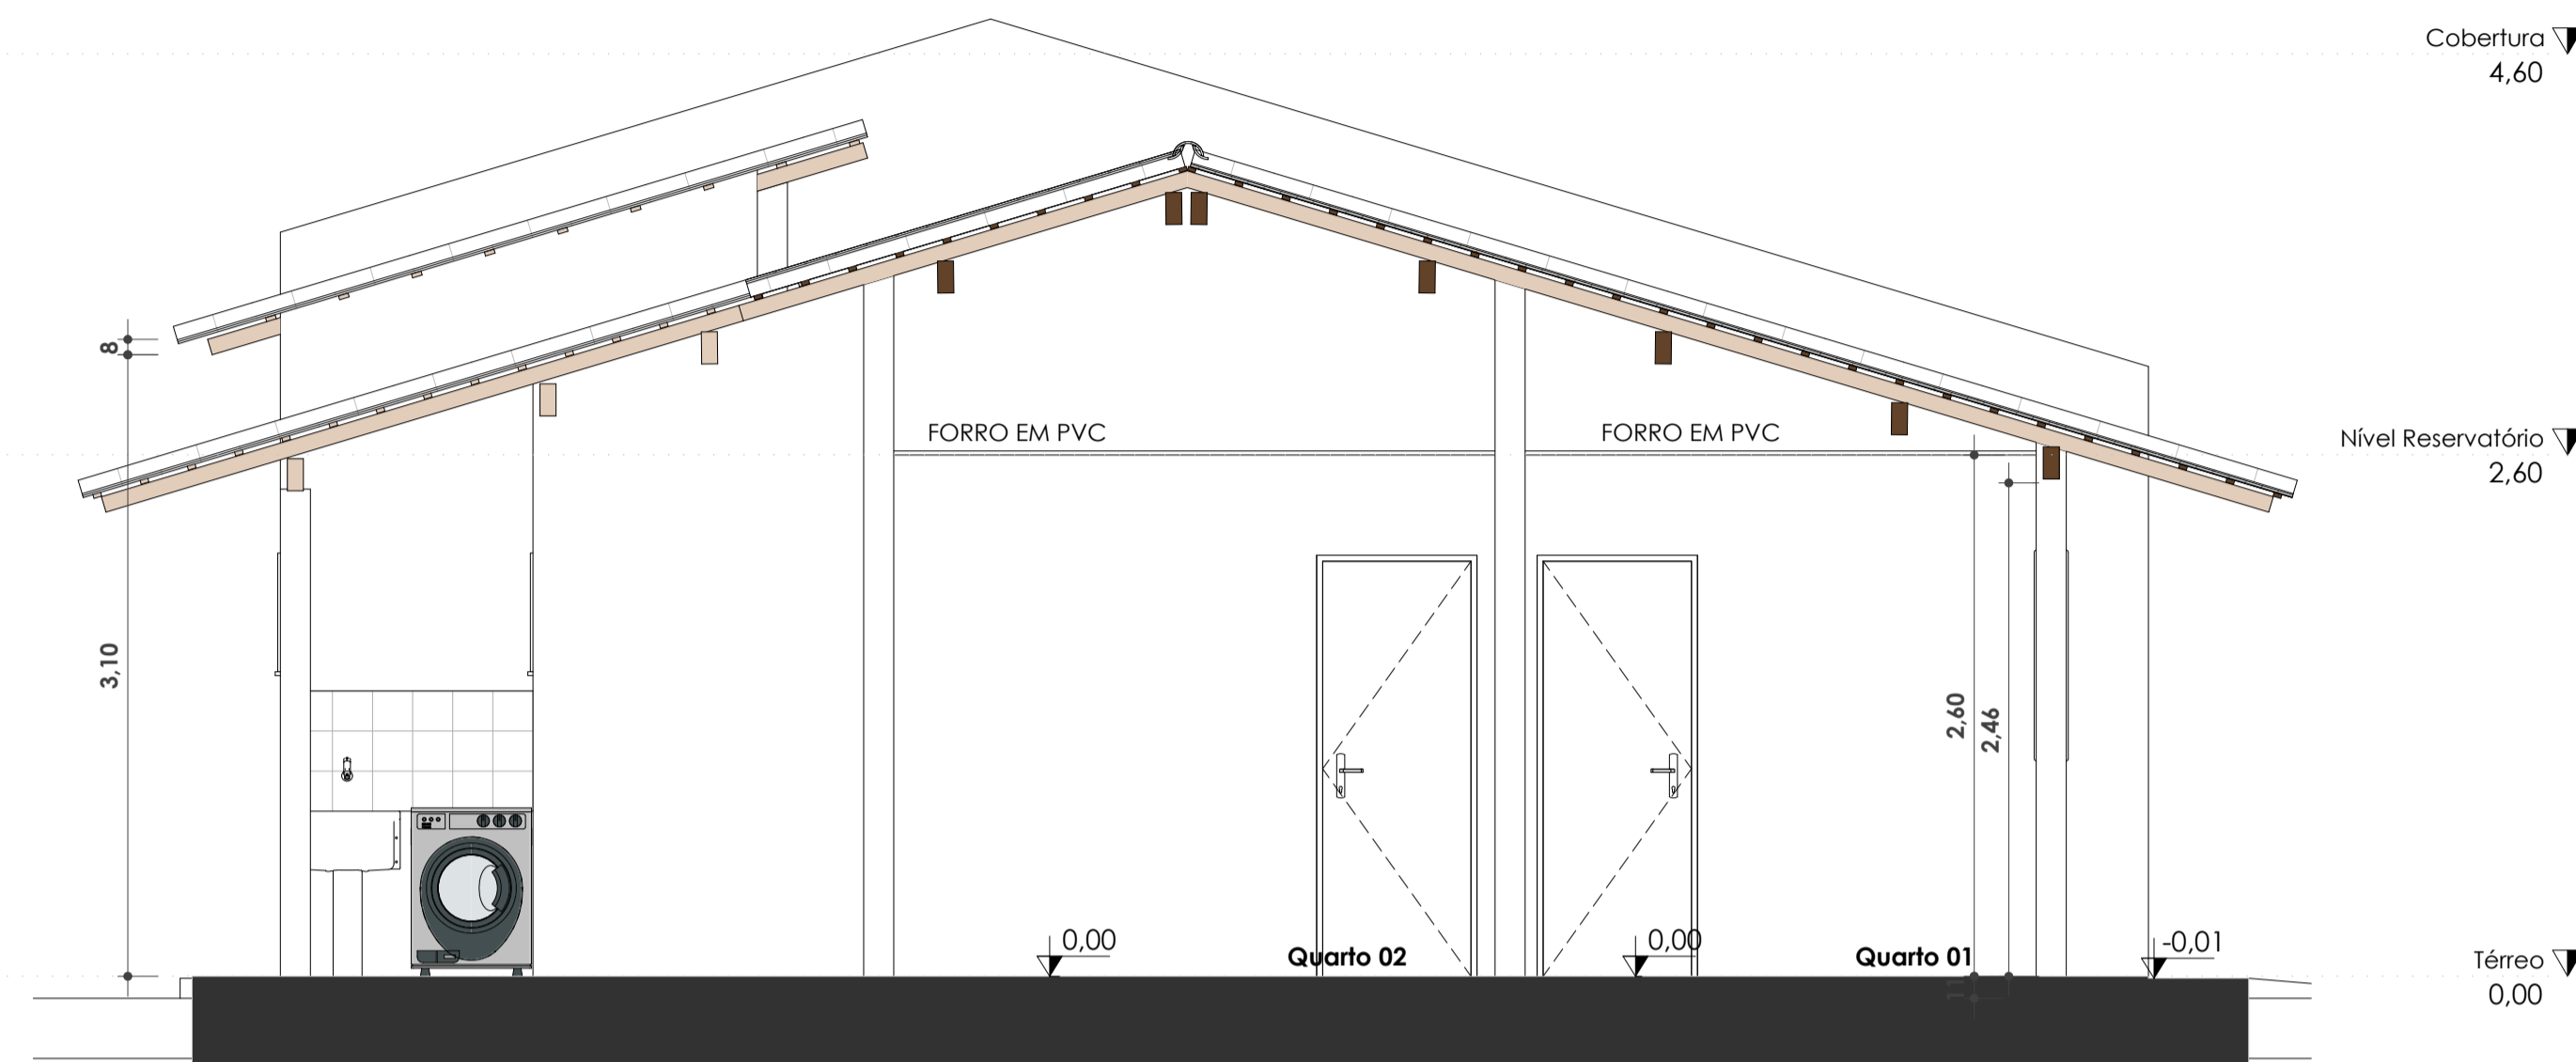 Cobertura
4,60
8
FORRO EM PVC
FORRO EM PVC
Nível Reservatório
2,60
3,10
2,60
2,46
0,00
0,00
-0,01
Quarto 02
Quarto 01
Térreo
0,00
11